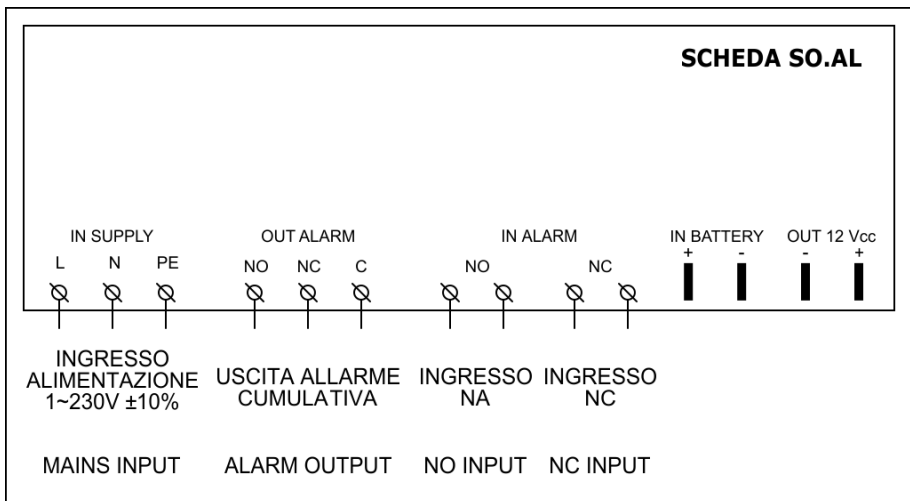 SCHEDA SO.AL
IN SUPPLY OUT ALARM IN ALARM IN BATTERY OUT 12 Vcc
L N PE NO NC C NO NC + - - +
INGRESSO ALIMENTAZIONE 1~230V ±10%
USCITA ALLARME CUMULATIVA
INGRESSO NA
INGRESSO NC
MAINS INPUT ALARM OUTPUT NO INPUT NC INPUT